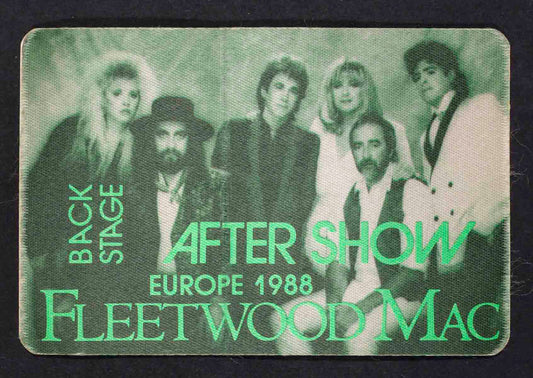 BACK
STAGE
AFTER SHOW
EUROPE 1988
FLEETWOOD MAC